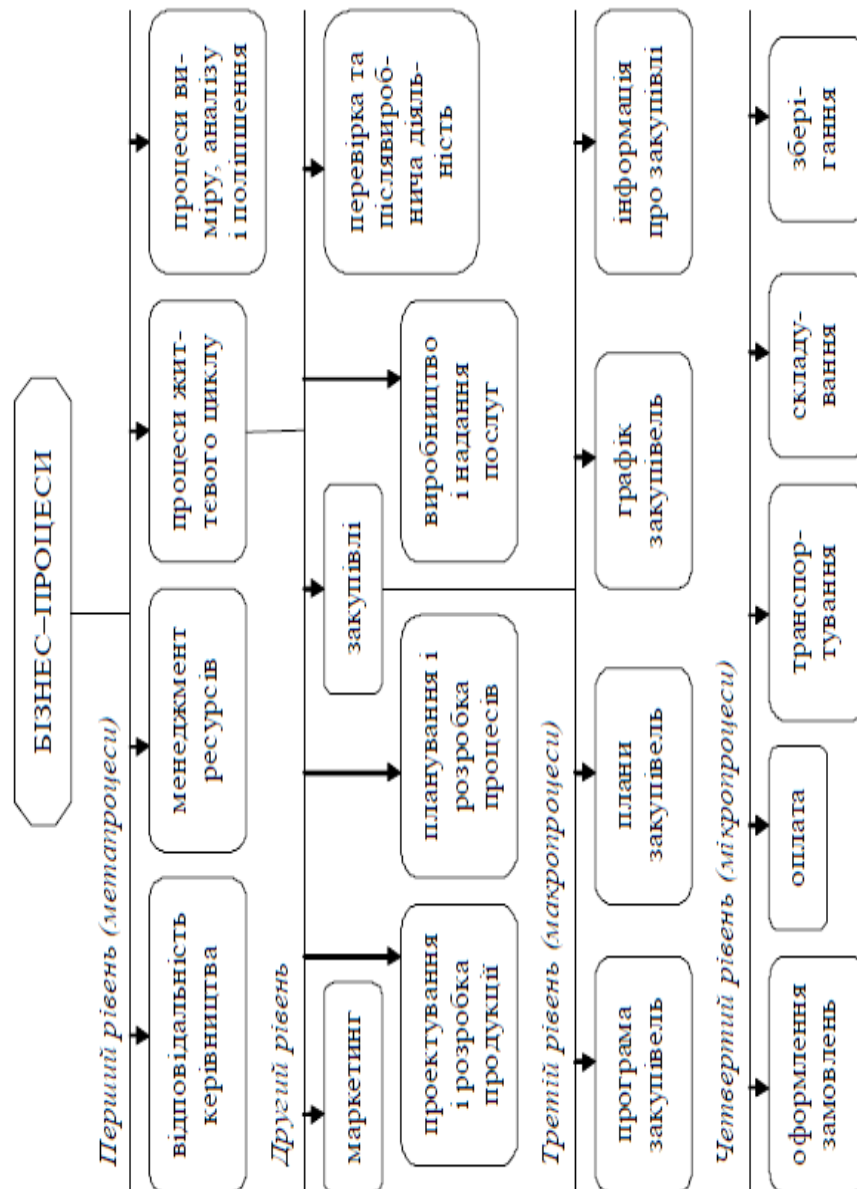 БІЗНЕС–ПРОЦЕСИ
Перший рівень (метапроцеси)
відповідальність
керівництва
менеджмент
ресурсів
процеси жит-
тєвого циклу
процеси ви-
міру, аналізу
і поліпшення
Другий рівень
маркетинг
проектування
і розробка
продукції
планування і
розробка
процесів
закупівлі
виробництво
і надання
послуг
перевірка та
післявироб-
нича діяль-
ність
Третій рівень (макропроцеси)
програма
закупівель
плани
закупівель
графік
закупівель
інформація
про закупівлі
Четвертий рівень (мікропроцеси)
оформлення
замовлень
оплата
транспор-
тування
складу-
вання
збері-
гання